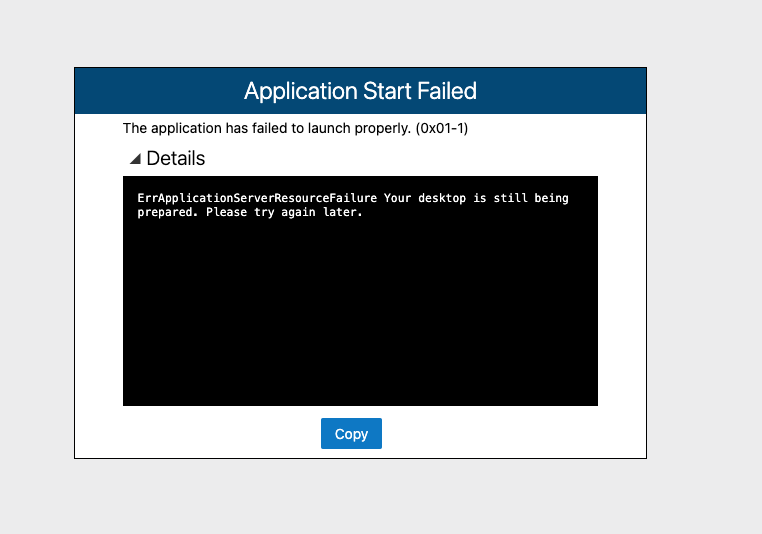 Application Start Failed
The application has failed to launch properly. (0x01-1)
Details
ErrApplicationServerResourceFailure Your desktop is still being
prepared. Please try again later.
Copy